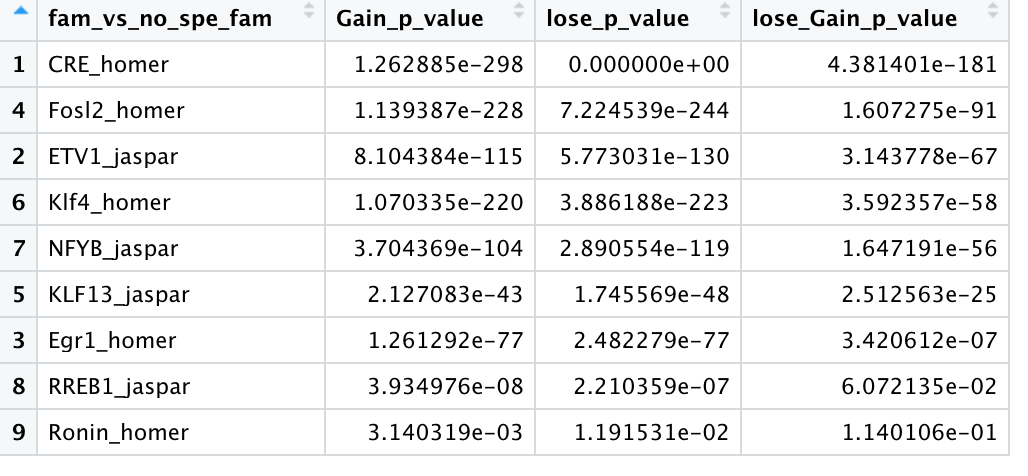 fam_vs_no_spe_fam Gain_p_value lose_p_value lose_Gain_p_value
1 CRE_homer 1.262885e-298 0.000000e+00 4.381401e-181
4 Fosl2_homer 1.139387e-228 7.224539e-244 1.607275e-91
2 ETV1_jaspar 8.104384e-115 5.773031e-130 3.143778e-67
6 Klf4_homer 1.070335e-220 3.886188e-223 3.592357e-58
7 NFYB_jaspar 3.704369e-104 2.890554e-119 1.647191e-56
5 KLF13_jaspar 2.127083e-43 1.745569e-48 2.512563e-25
3 Egr1_homer 1.261292e-77 2.482279e-77 3.420612e-07
8 RREB1_jaspar 3.934976e-08 2.210359e-07 6.072135e-02
9 Ronin_homer 3.140319e-03 1.191531e-02 1.140106e-01